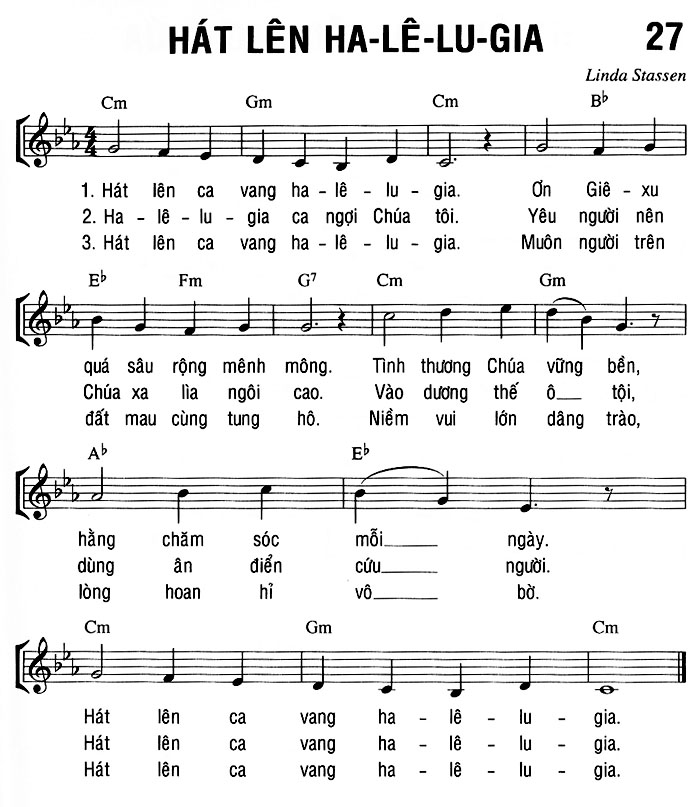 HÁT LÊN HA-LÊ-LU-GIA 27
Linda Stassen
Cm Gm Cm B♭
4/4
1. Hát lên ca vang ha - lê - lu - gia. Ơn Giê - xu
2. Ha - lê - lu - gia ca ngợi Chúa tôi. Yêu người nên
3. Hát lên ca vang ha - lê - lu - gia. Muôn người trên
E♭ Fm G7 Cm Gm
quá sâu rộng mênh mông. Tình thương Chúa vững bền,
Chúa xa lìa ngôi cao. Vào dương thế ô__ tội,
đất mau cùng tung hô. Niềm vui lớn dâng trào,
A♭ E♭
hằng chăm sóc mỗi____ ngày.
dùng ân điển cứu____ người.
lòng hoan hỉ vô____ bờ.
Cm Gm Cm
Hát lên ca vang ha - lê - lu - gia.
Hát lên ca vang ha - lê - lu - gia.
Hát lên ca vang ha - lê - lu - gia.